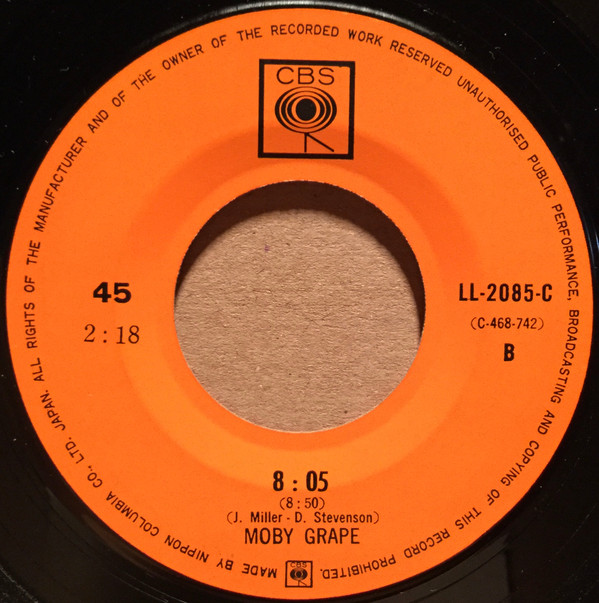 CBS
45
2:18
LL-2085-C
(C-468-742)
B
8 : 05
(8:50)
(J. Miller - D. Stevenson)
MOBY GRAPE
MADE BY NIPPON COLUMBIA CO., LTD. JAPAN. ALL RIGHTS OF THE MANUFACTURER AND OF THE OWNER OF THE RECORDED WORK RESERVED UNAUTHORISED PUBLIC PERFORMANCE, BROADCASTING AND COPYING OF THIS RECORD PROHIBITED.
CBS